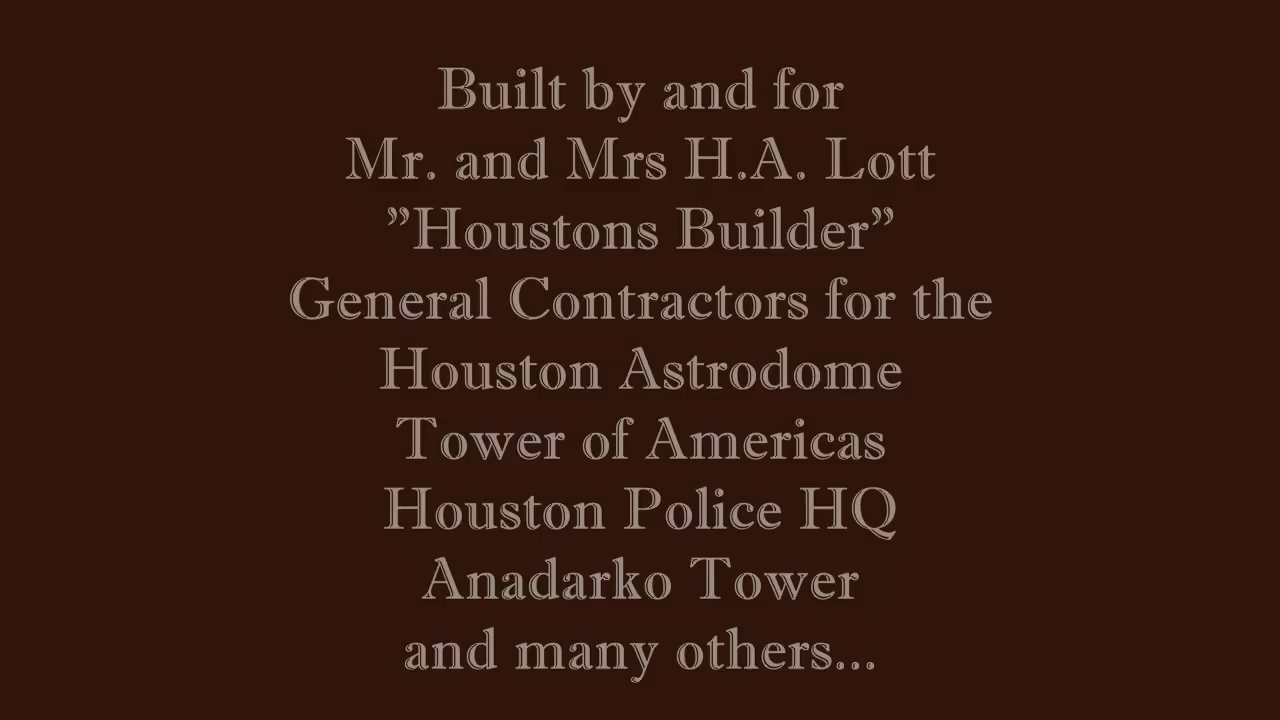 Built by and for
Mr. and Mrs H.A. Lott
”Houstons Builder”
General Contractors for the
Houston Astrodome
Tower of Americas
Houston Police HQ
Anadarko Tower
and many others...